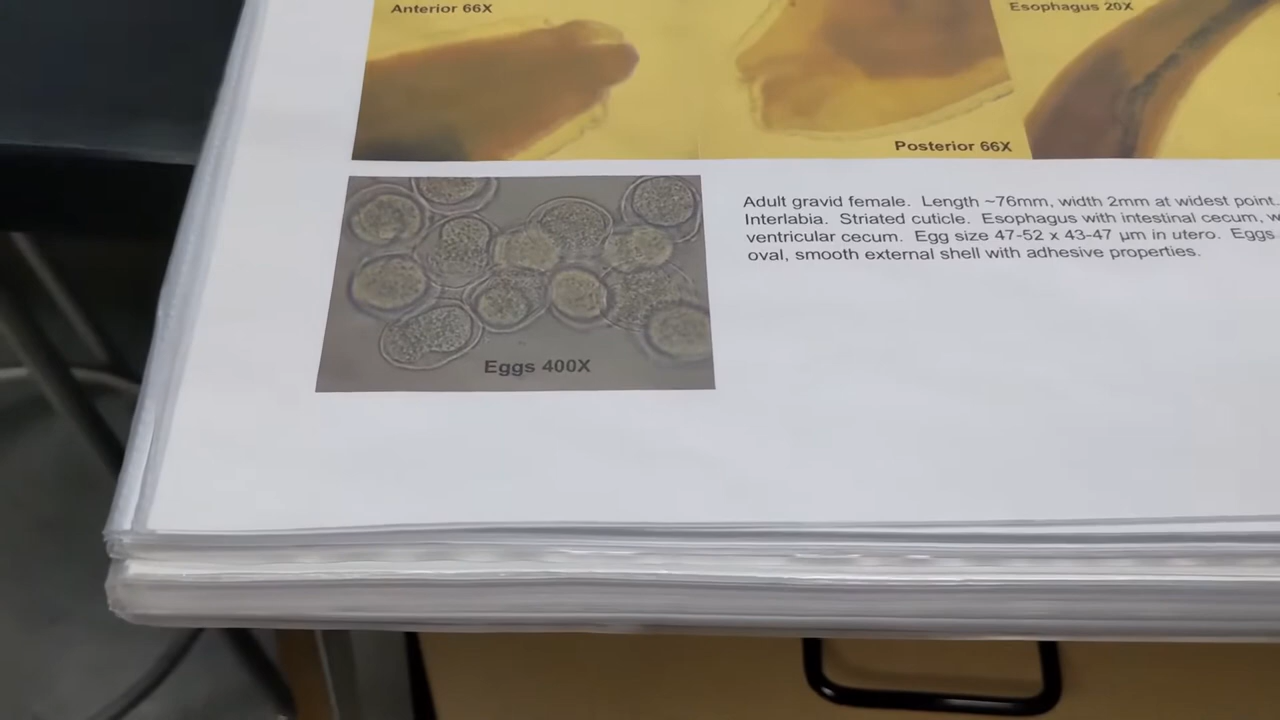 Anterior 66X
Esophagus 20X
Posterior 66X
Adult gravid female. Length ~76mm, width 2mm at widest point.
Interlabia. Striated cuticle. Esophagus with intestinal cecum,
ventricular cecum. Egg size 47-52 x 43-47 µm in utero. Eggs
oval, smooth external shell with adhesive properties.
Eggs 400X